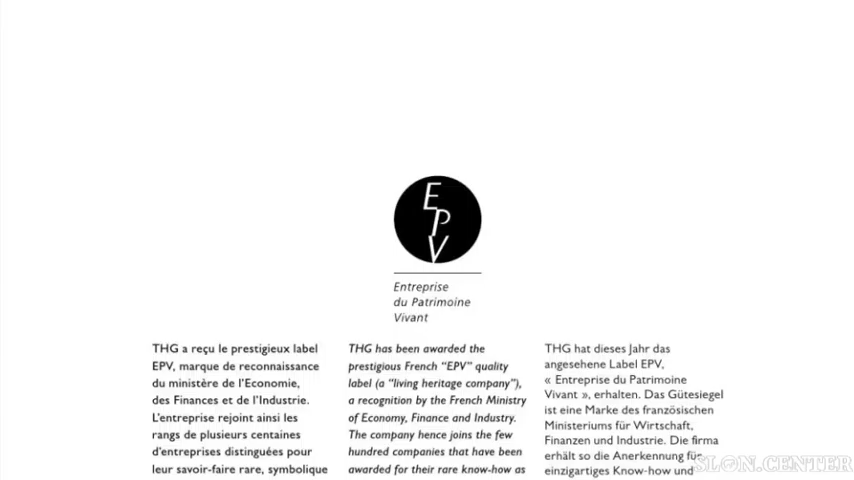 E
P
V
Entreprise
du Patrimoine
Vivant
THG a reçu le prestigieux label
EPV, marque de reconnaissance
du ministère de l’Economie,
des Finances et de l’Industrie.
L’entreprise rejoint ainsi les
rangs de plusieurs centaines
d’entreprises distinguées pour
leur savoir-faire rare, symbolique
THG has been awarded the
prestigious French “EPV” quality
label (a “living heritage company”),
a recognition by the French Ministry
of Economy, Finance and Industry.
The company hence joins the few
hundred companies that have been
awarded for their rare know-how as
THG hat dieses Jahr das
angesehene Label EPV,
« Entreprise du Patrimoine
Vivant », erhalten. Das Gütesiegel
ist eine Marke des französischen
Ministeriums für Wirtschaft,
Finanzen und Industrie. Die firma
erhält so die Anerkennung für
einzigartiges Know-how und
SLON.CENTER